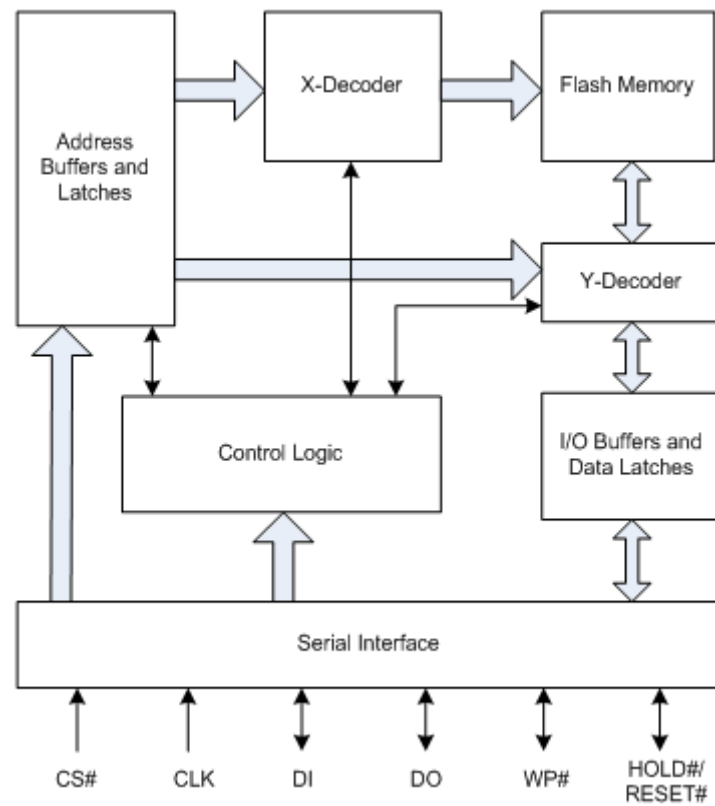 Address
Buffers and
Latches
X-Decoder
Flash Memory
Y-Decoder
Control Logic
I/O Buffers and
Data Latches
Serial Interface
CS#
CLK
DI
DO
WP#
HOLD#/
RESET#